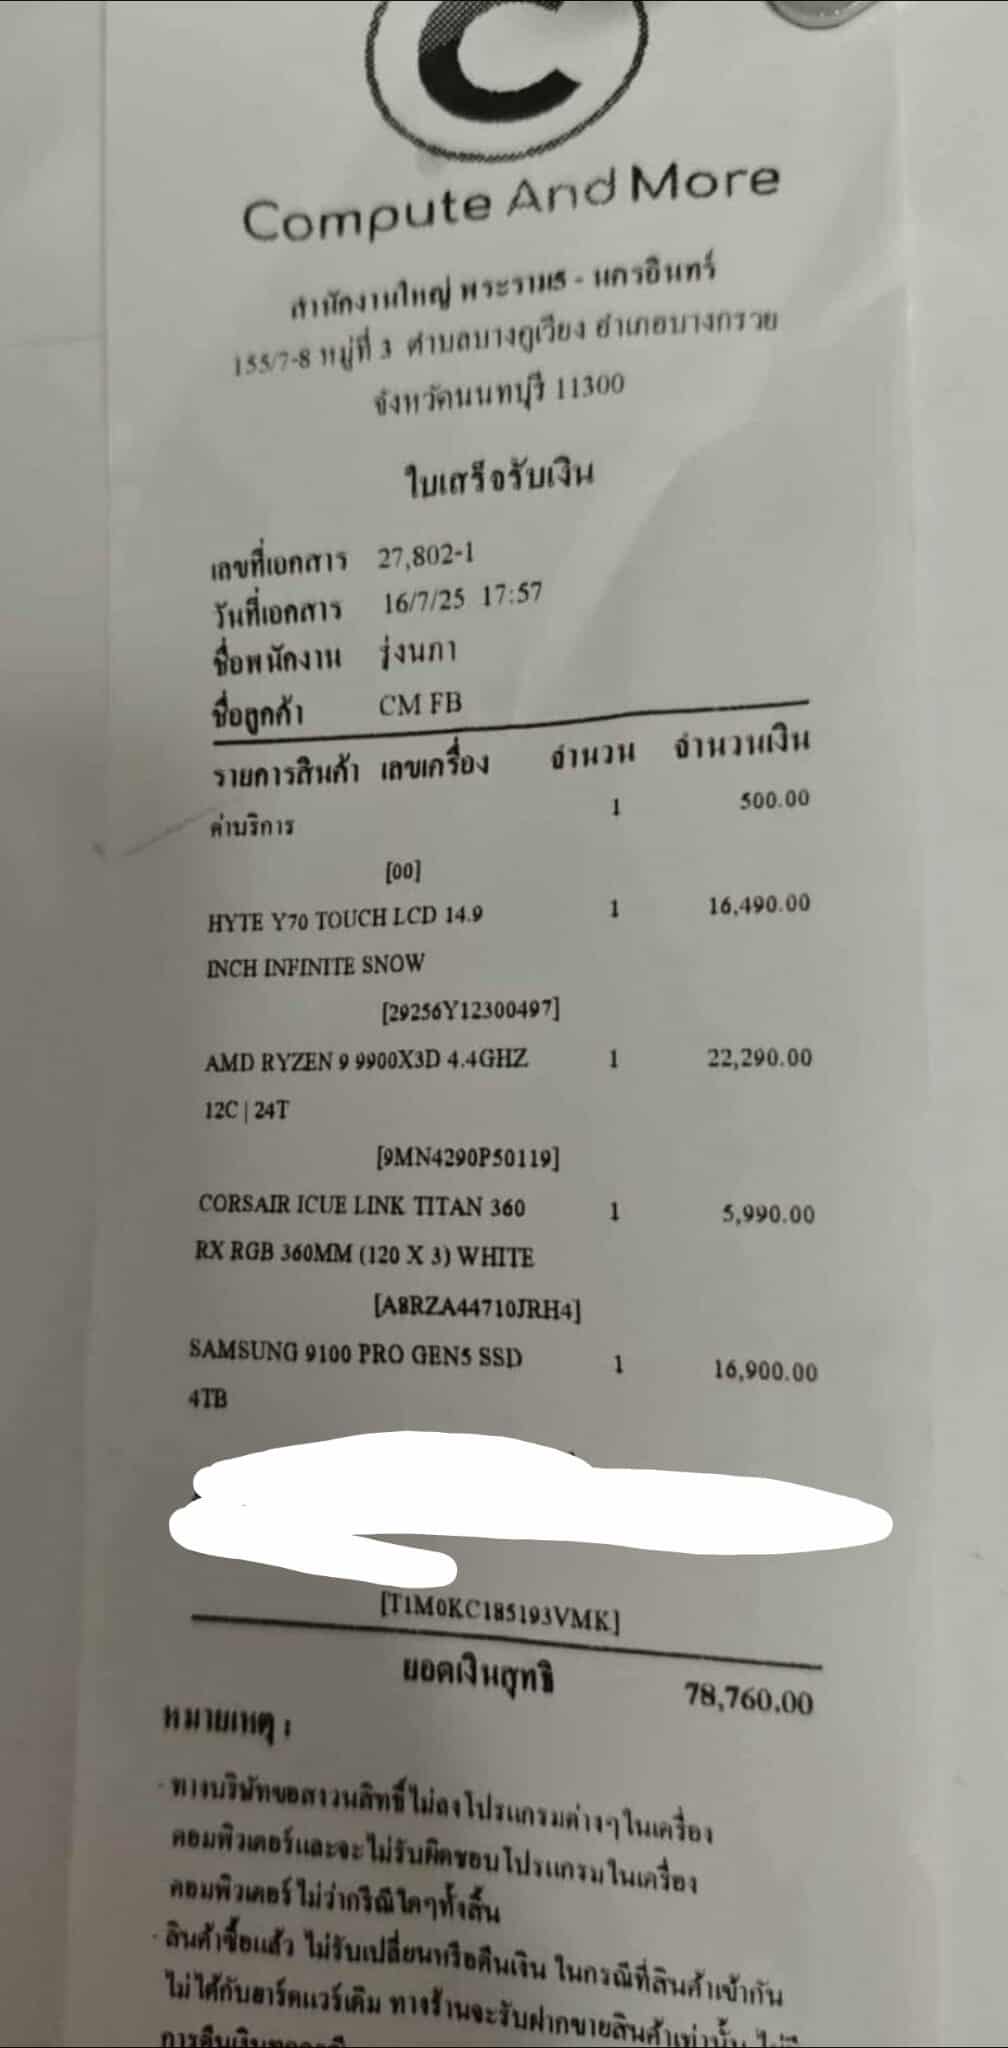 C
Compute And More
สำนักงานใหญ่ พระราม5 - นครอินทร์
155/7-8 หมู่ที่ 3 ตำบลบางกูเวียง อำเภอบางกรวย
จังหวัดนนทบุรี 11300
ใบเสร็จรับเงิน
เลขที่เอกสาร 27,802-1
วันที่เอกสาร 16/7/25 17:57
ชื่อพนักงาน รุ่งนภา
ชื่อลูกค้า CM FB
รายการสินค้า เลขเครื่อง จำนวน จำนวนเงิน
ค่าบริการ 1 500.00
[00]
HYTE Y70 TOUCH LCD 14.9 1 16,490.00
INCH INFINITE SNOW
[29256Y12300497]
AMD RYZEN 9 9900X3D 4.4GHZ 1 22,290.00
12C | 24T
[9MN4290P50119]
CORSAIR ICUE LINK TITAN 360 1 5,990.00
RX RGB 360MM (120 X 3) WHITE
[A8RZA44710JRH4]
SAMSUNG 9100 PRO GEN5 SSD 1 16,900.00
4TB
[T1M0KC185193VMK]
ยอดเงินสุทธิ 78,760.00
หมายเหตุ :
- ทางบริษัทขอสงวนสิทธิ์ไม่ลงโปรแกรมต่างๆในเครื่อง
คอมพิวเตอร์และจะไม่รับผิดชอบโปรแกรมในเครื่อง
คอมพิวเตอร์ไม่ว่ากรณีใดๆทั้งสิ้น
- สินค้าซื้อแล้ว ไม่รับเปลี่ยนหรือคืนเงิน ในกรณีที่สินค้าเข้ากัน
ไม่ได้กับฮาร์ดแวร์เดิม ทางร้านจะรับฝากขายสินค้าเท่านั้น